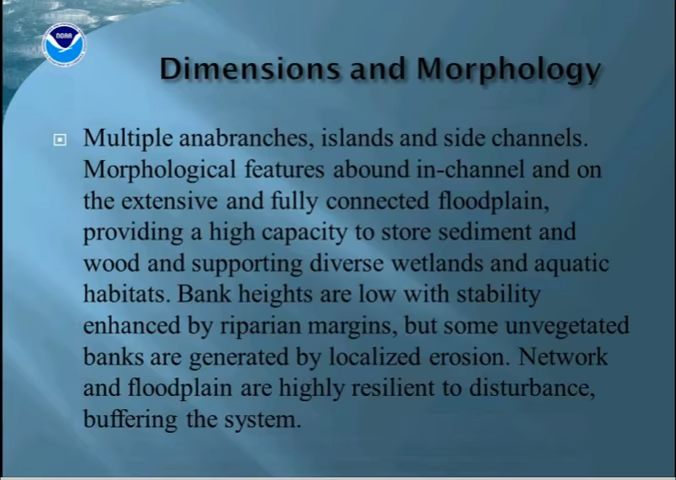 NOAA
Dimensions and Morphology
Multiple anabranches, islands and side channels.
Morphological features abound in-channel and on
the extensive and fully connected floodplain,
providing a high capacity to store sediment and
wood and supporting diverse wetlands and aquatic
habitats. Bank heights are low with stability
enhanced by riparian margins, but some unvegetated
banks are generated by localized erosion. Network
and floodplain are highly resilient to disturbance,
buffering the system.